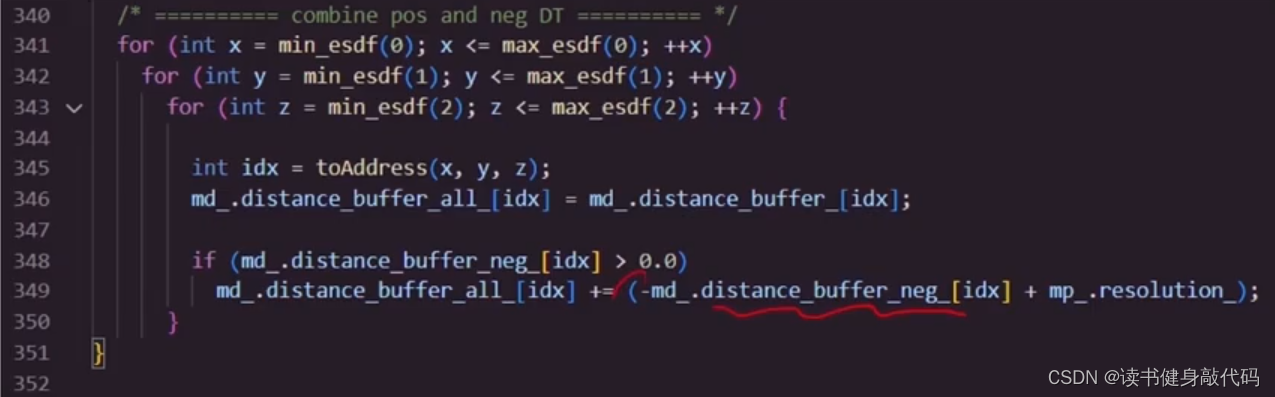 340 /* ========== combine pos and neg DT ========== */
341 for (int x = min_esdf(0); x <= max_esdf(0); ++x)
342 for (int y = min_esdf(1); y <= max_esdf(1); ++y)
343 for (int z = min_esdf(2); z <= max_esdf(2); ++z) {
344
345 int idx = toAddress(x, y, z);
346 md_.distance_buffer_all_[idx] = md_.distance_buffer_[idx];
347
348 if (md_.distance_buffer_neg_[idx] > 0.0)
349 md_.distance_buffer_all_[idx] += (-md_.distance_buffer_neg_[idx] + mp_.resolution_);
350 }
351 }
352
CSDN @读书健身敲代码